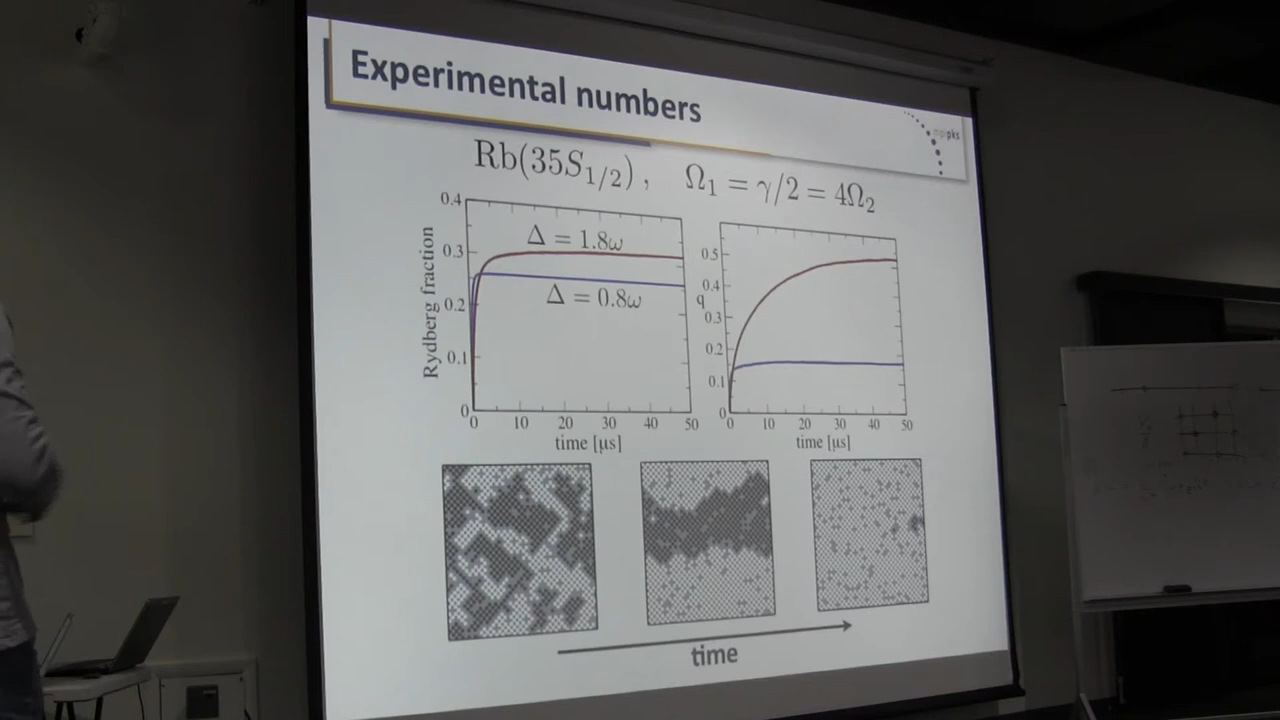 Experimental numbers
pks
Rb(35S1/2) , Ω1 = γ/2 = 4Ω2
Rydberg fraction
0.4
0.3
0.2
0.1
0
Δ = 1.8ω
Δ = 0.8ω
0 10 20 30 40 50
time [μs]
q
0.5
0.4
0.3
0.2
0.1
0
0 10 20 30 40 50
time [μs]
time